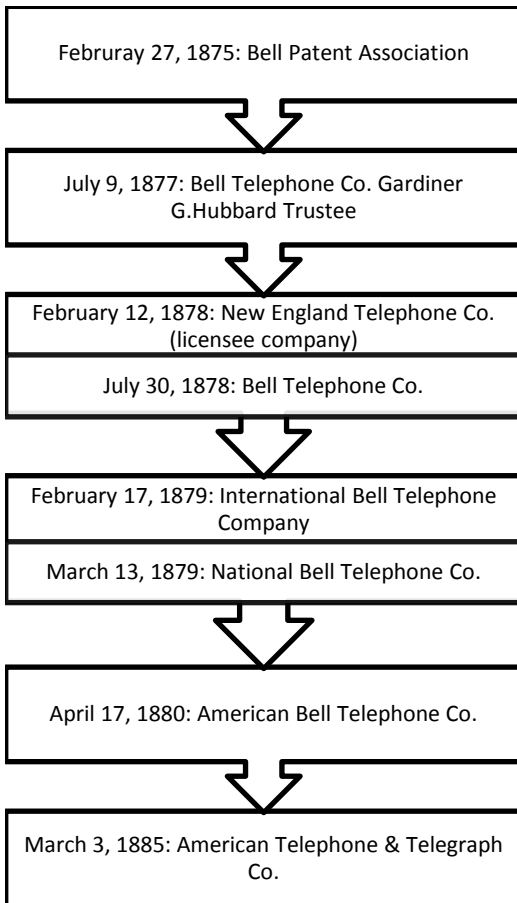 Februray 27, 1875: Bell Patent Association
July 9, 1877: Bell Telephone Co. Gardiner
G.Hubbard Trustee
February 12, 1878: New England Telephone Co.
(licensee company)
July 30, 1878: Bell Telephone Co.
February 17, 1879: International Bell Telephone
Company
March 13, 1879: National Bell Telephone Co.
April 17, 1880: American Bell Telephone Co.
March 3, 1885: American Telephone & Telegraph
Co.